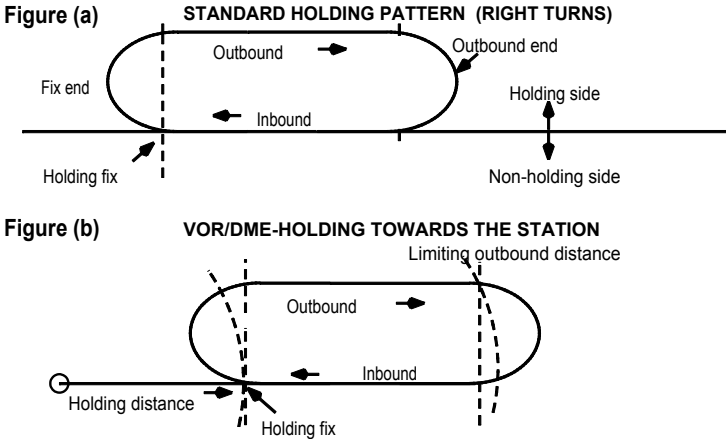 Figure (a)
STANDARD HOLDING PATTERN (RIGHT TURNS)
Outbound
Outbound end
Fix end
Holding side
Inbound
Holding fix
Non-holding side
Figure (b)
VOR/DME-HOLDING TOWARDS THE STATION
Limiting outbound distance
Outbound
Inbound
Holding distance
Holding fix